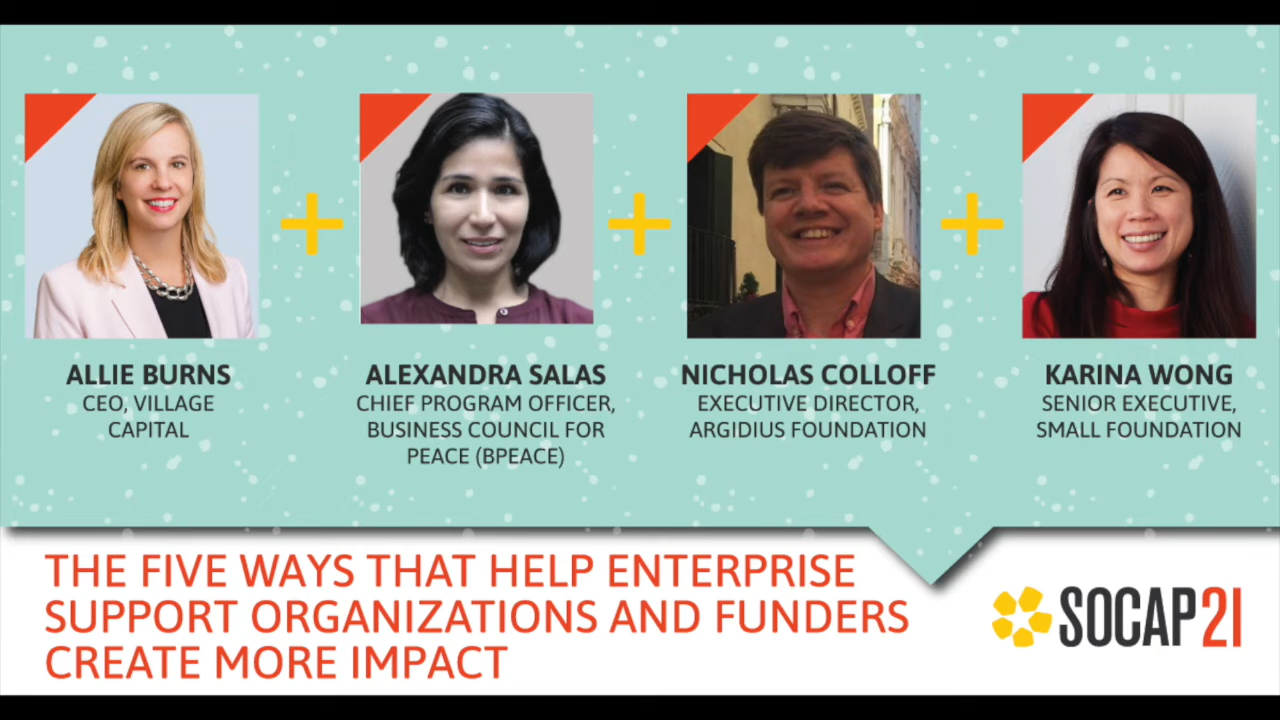 ALLIE BURNS
CEO, VILLAGE
CAPITAL
ALEXANDRA SALAS
CHIEF PROGRAM OFFICER,
BUSINESS COUNCIL FOR
PEACE (BPEACE)
NICHOLAS COLLOFF
EXECUTIVE DIRECTOR,
ARGIDIUS FOUNDATION
KARINA WONG
SENIOR EXECUTIVE,
SMALL FOUNDATION
THE FIVE WAYS THAT HELP ENTERPRISE
SUPPORT ORGANIZATIONS AND FUNDERS
CREATE MORE IMPACT
SOCAP21